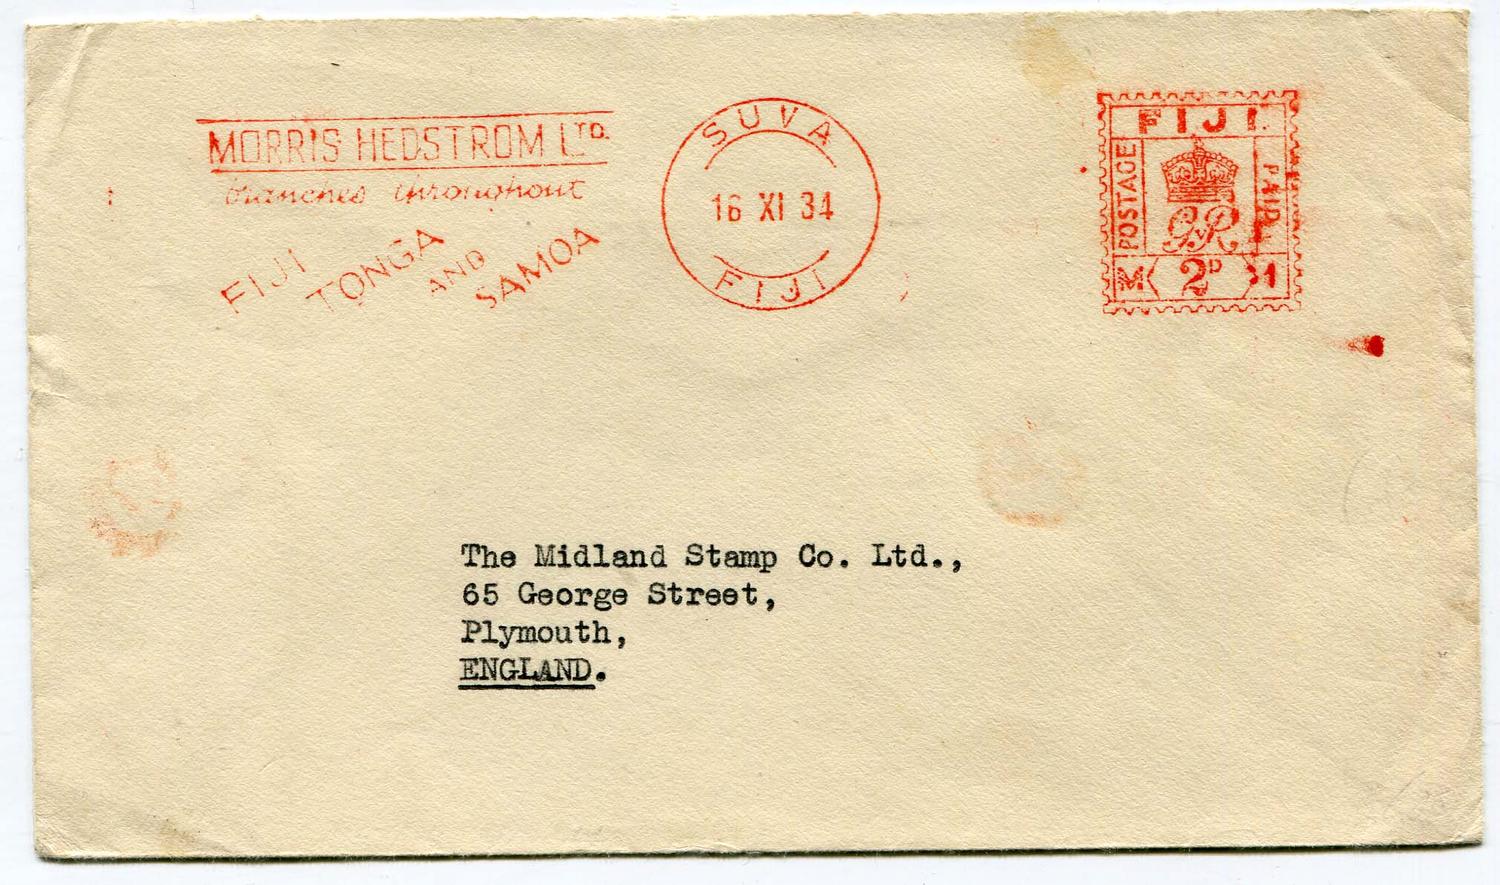 MORRIS HEDSTROM LTD.
branches throughout
FIJI
TONGA
AND
SAMOA
SUVA
16 XI 34
FIJI
FIJI.
POSTAGE
PAID
GVR
M 2D 1
The Midland Stamp Co. Ltd.,
65 George Street,
Plymouth,
ENGLAND.